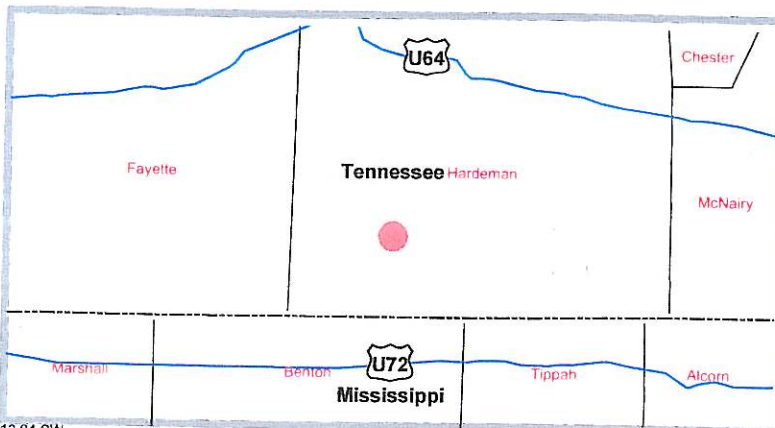 U64
Chester
Fayette
Tennessee Hardeman
McNairy
Marshall
Benton
U72
Tippah
Alcorn
Mississippi